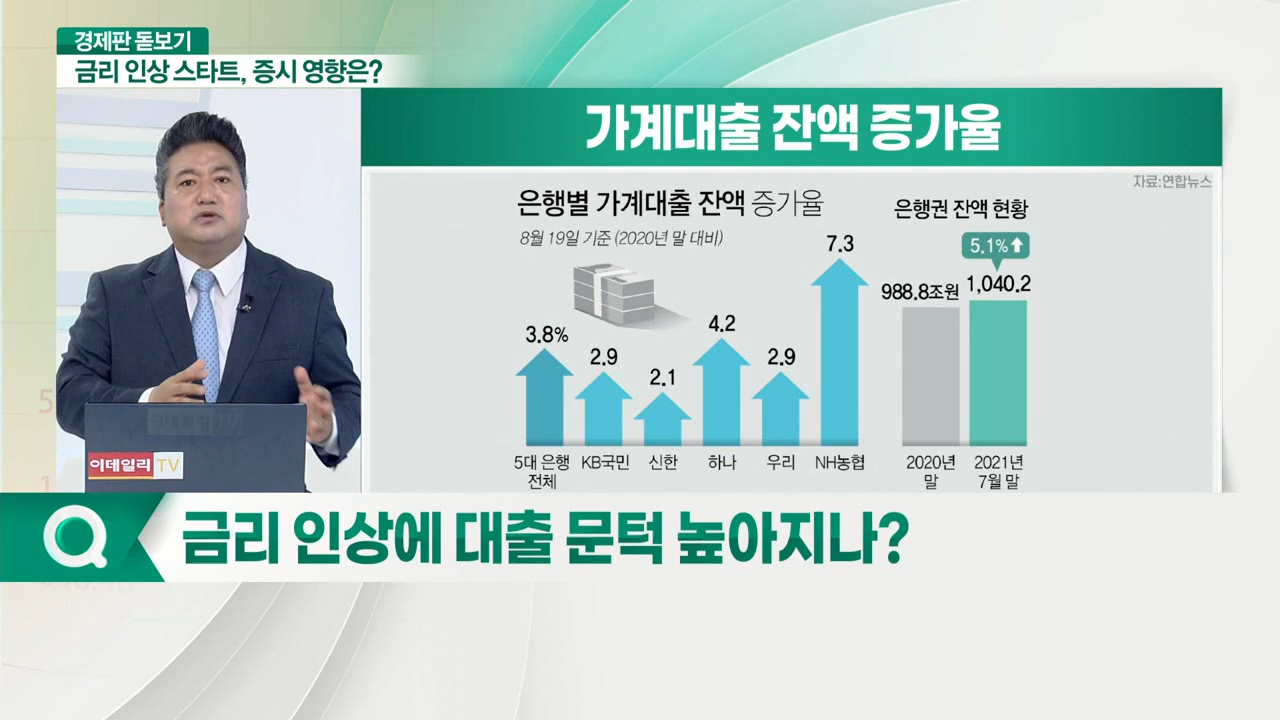 경제판 돋보기
금리 인상 스타트, 증시 영향은?
가계대출 잔액 증가율
자료:연합뉴스
은행별 가계대출 잔액 증가율
8월 19일 기준 (2020년 말 대비)
3.8%
2.9
2.1
4.2
2.9
7.3
5대 은행
전체
KB국민
신한
하나
우리
NH농협
은행권 잔액 현황
5.1%
988.8조원
1,040.2
2020년
말
2021년
7월 말
이데일리 TV
이데일리 TV
금리 인상에 대출 문턱 높아지나?